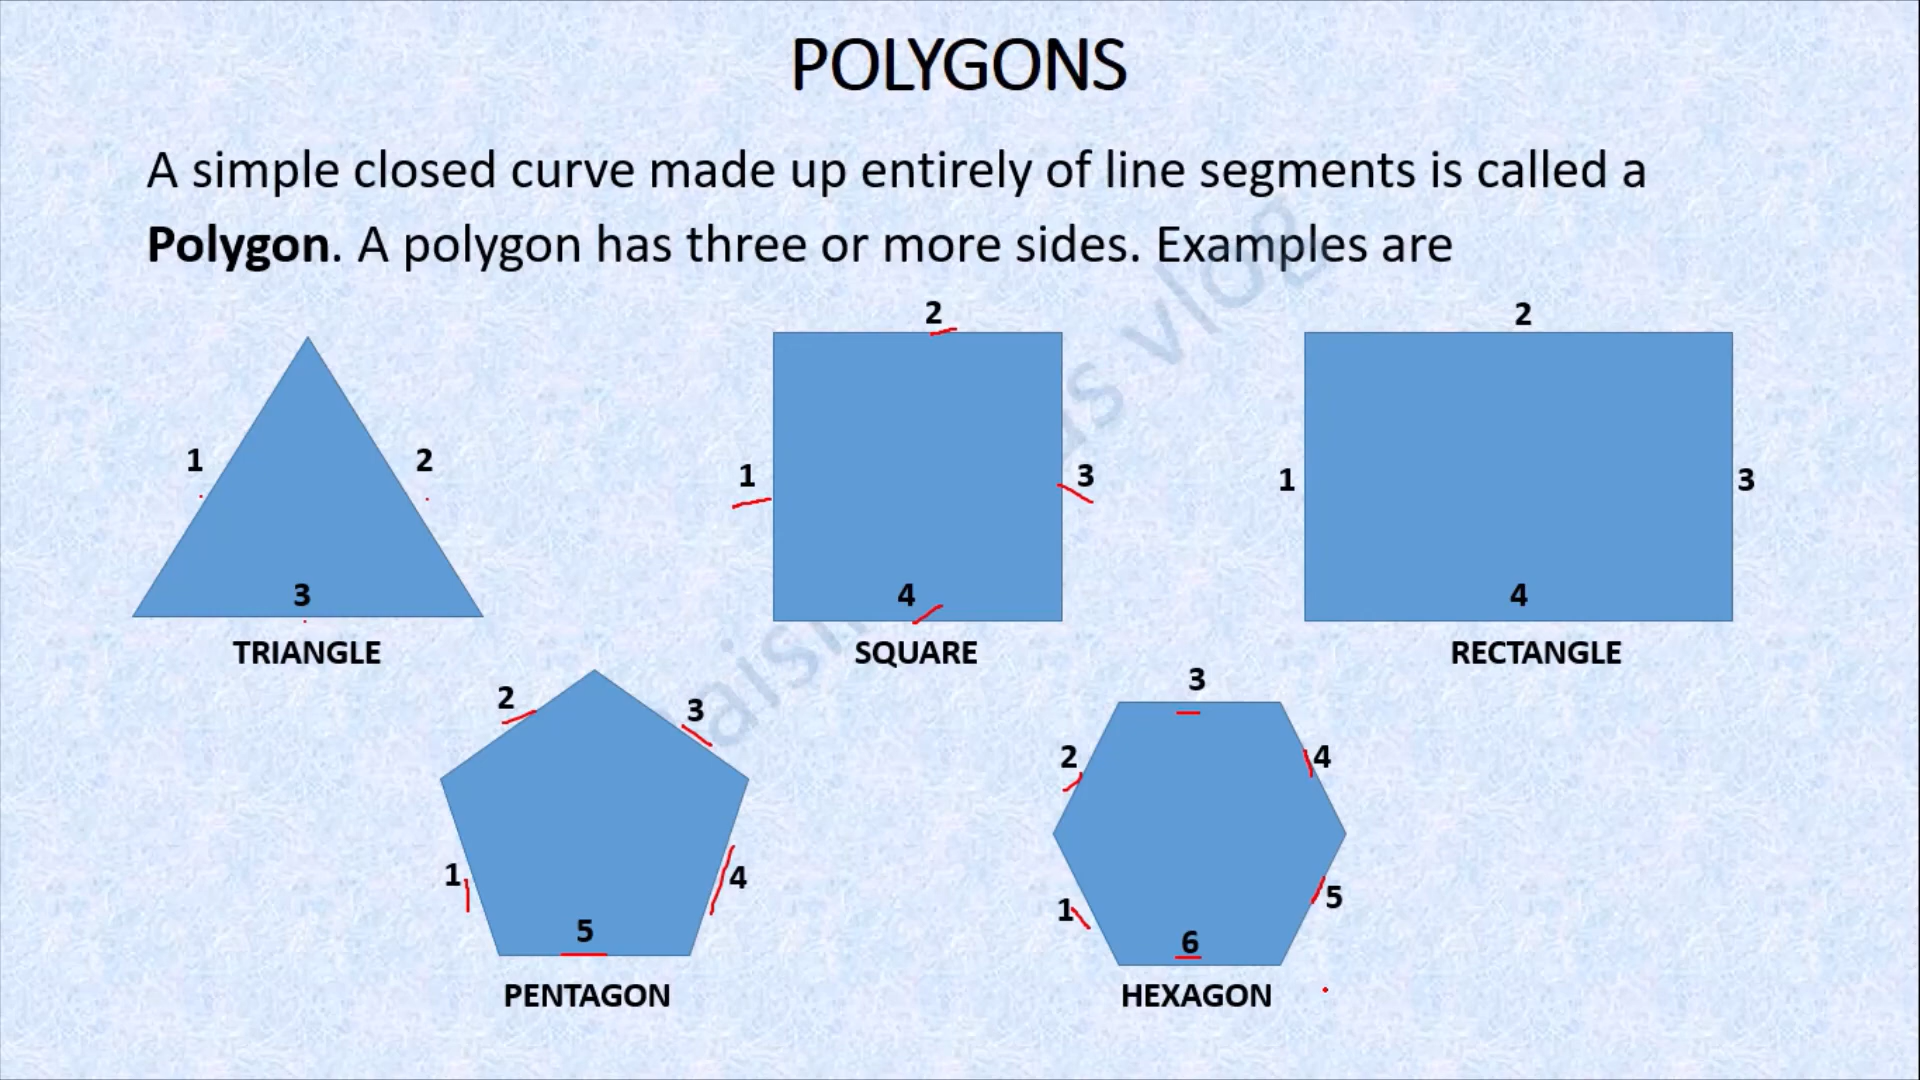 POLYGONS
A simple closed curve made up entirely of line segments is called a
Polygon. A polygon has three or more sides. Examples are
2
2
1
2
1
3
1
3
3
4
4
TRIANGLE
SQUARE
RECTANGLE
3
2
3
2
4
1
4
1
5
5
6
PENTAGON
HEXAGON
vlog